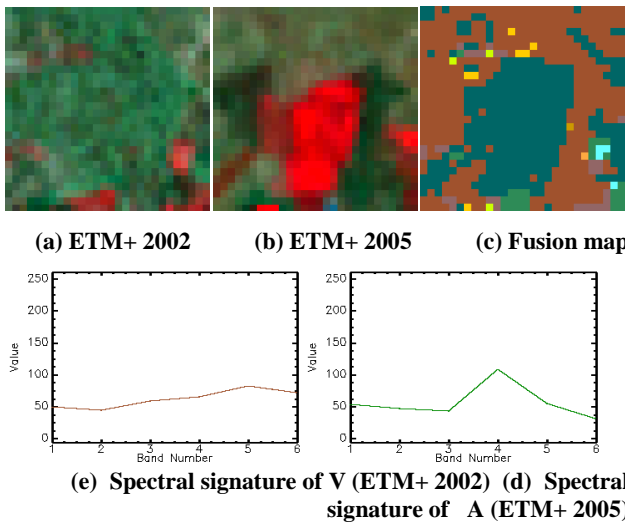 (a) ETM+ 2002 (b) ETM+ 2005 (c) Fusion map
250 250
200 200
Value Value
150 150
100 100
50 50
0 0
1 2 3 4 5 6 1 2 3 4 5 6
Band Number Band Number
(e) Spectral signature of V (ETM+ 2002) (d) Spectral
signature of A (ETM+ 2005)